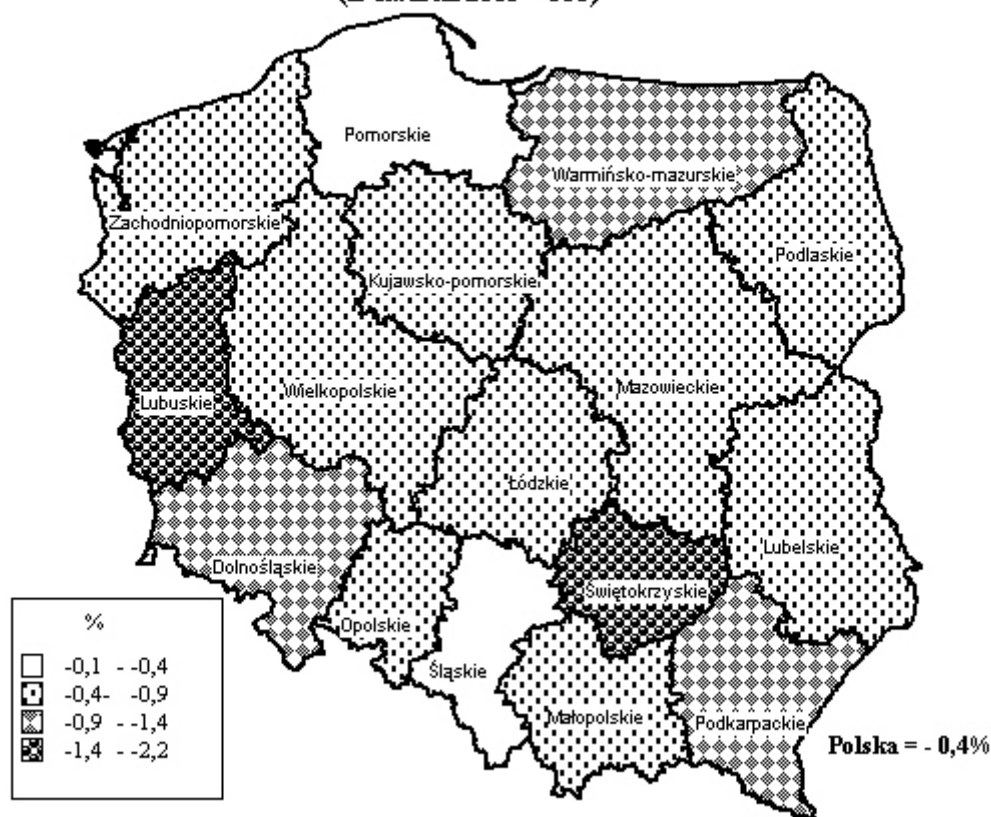 Pomorskie
Warmińsko-mazurskie
Zachodniopomorskie
Podlaskie
Kujawsko-pomorskie
Wielkopolskie
Mazowieckie
Lubuskie
Łódzkie
Lubelskie
Dolnośląskie
Świętokrzyskie
Opolskie
Śląskie
Małopolskie
Podkarpackie
%
-0,1 - -0,4
-0,4- -0,9
-0,9 - -1,4
-1,4 - -2,2
Polska = - 0,4%